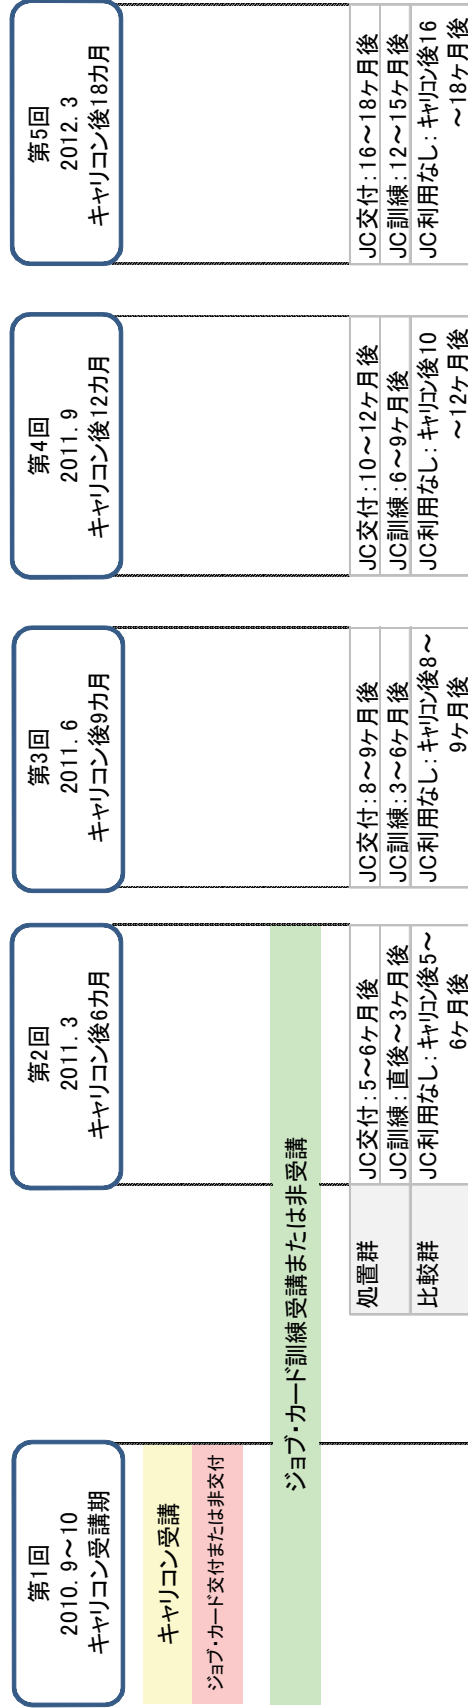 第1回
2010. 9～10
キャリコン受講期
キャリコン受講
ジョブ・カード交付または非交付
ジョブ・カード訓練受講または非受講
第2回
2011. 3
キャリコン後6カ月
第3回
2011. 6
キャリコン後9カ月
第4回
2011. 9
キャリコン後12カ月
第5回
2012. 3
キャリコン後18カ月
処置群
JC交付：5～6ヶ月後
JC交付：8～9ヶ月後
JC交付：10～12ヶ月後
JC交付：16～18ヶ月後
JC訓練：直後～3ヶ月後
JC訓練：3～6ヶ月後
JC訓練：6～9ヶ月後
JC訓練：12～15ヶ月後
比較群
JC利用なし：キャリコン後5～
6ヶ月後
JC利用なし：キャリコン後8～
9ヶ月後
JC利用なし：キャリコン後10
～12ヶ月後
JC利用なし：キャリコン後16
～18ヶ月後